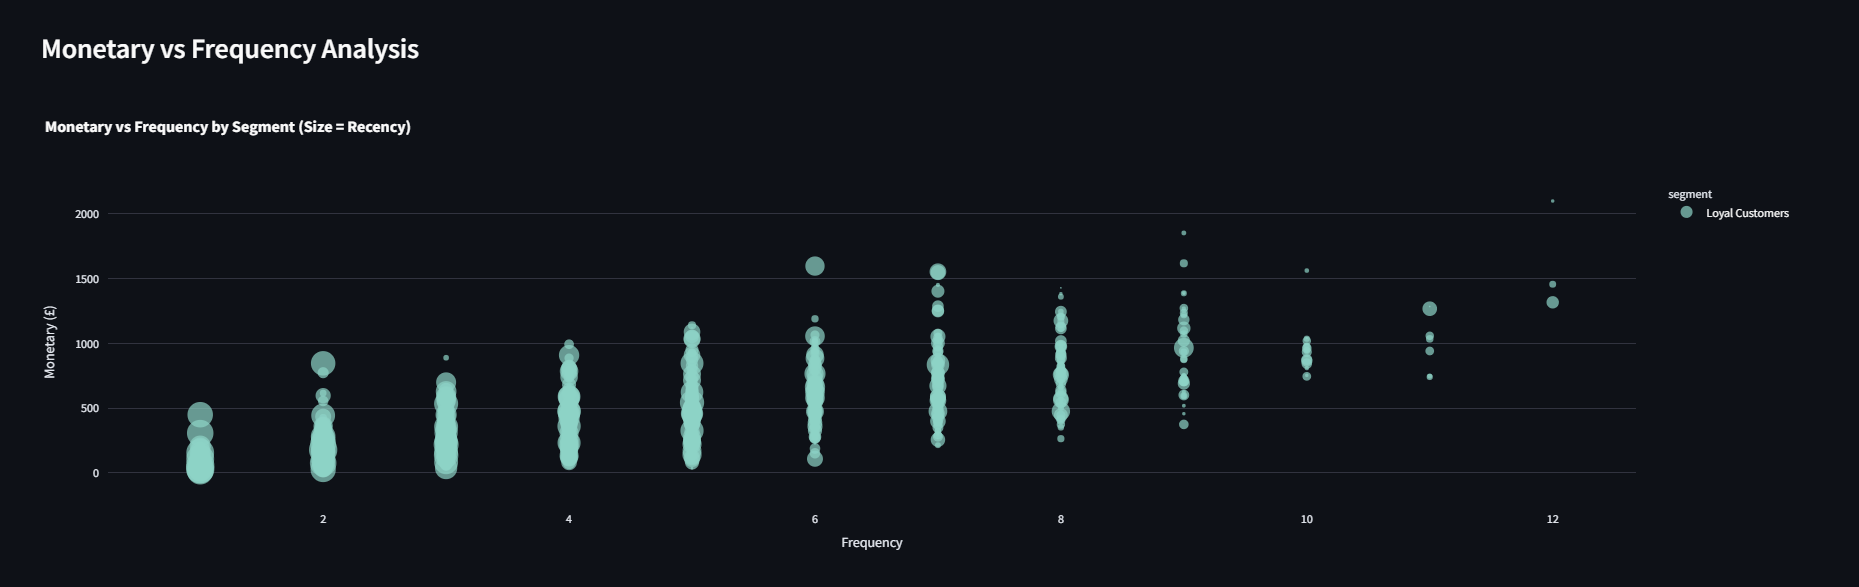 Monetary vs Frequency Analysis
Monetary vs Frequency by Segment (Size = Recency)
segment
Loyal Customers
2000
1500
1000
500
0
Monetary (£)
2
4
6
8
10
12
Frequency